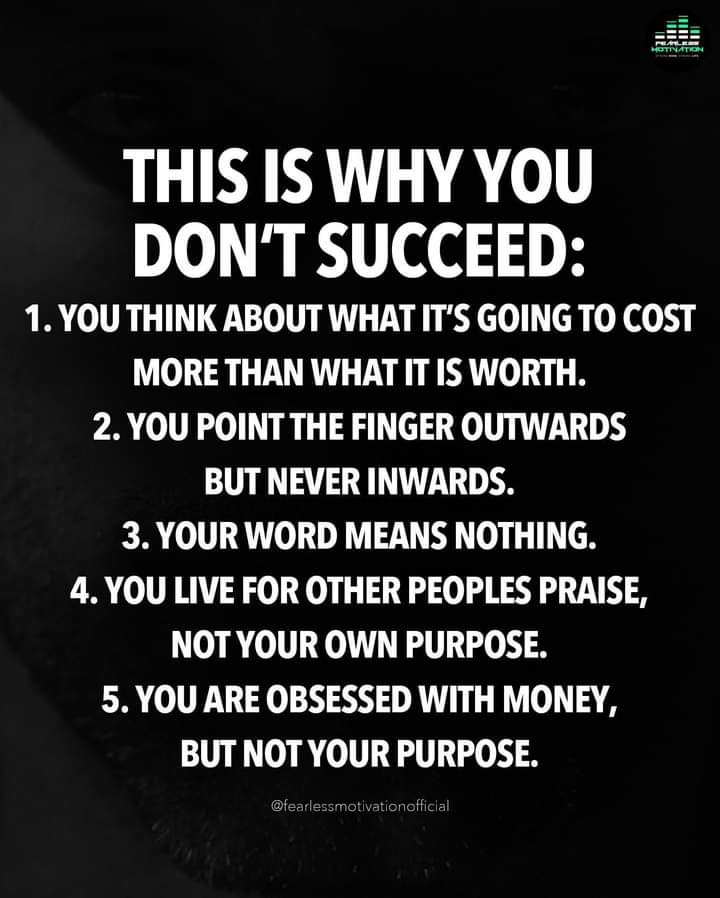 FEARLESS
MOTIVATION
THIS IS WHY YOU
DON'T SUCCEED:
1. YOU THINK ABOUT WHAT IT'S GOING TO COST
MORE THAN WHAT IT IS WORTH.
2. YOU POINT THE FINGER OUTWARDS
BUT NEVER INWARDS.
3. YOUR WORD MEANS NOTHING.
4. YOU LIVE FOR OTHER PEOPLES PRAISE,
NOT YOUR OWN PURPOSE.
5. YOU ARE OBSESSED WITH MONEY,
BUT NOT YOUR PURPOSE.
@fearlessmotivationofficial